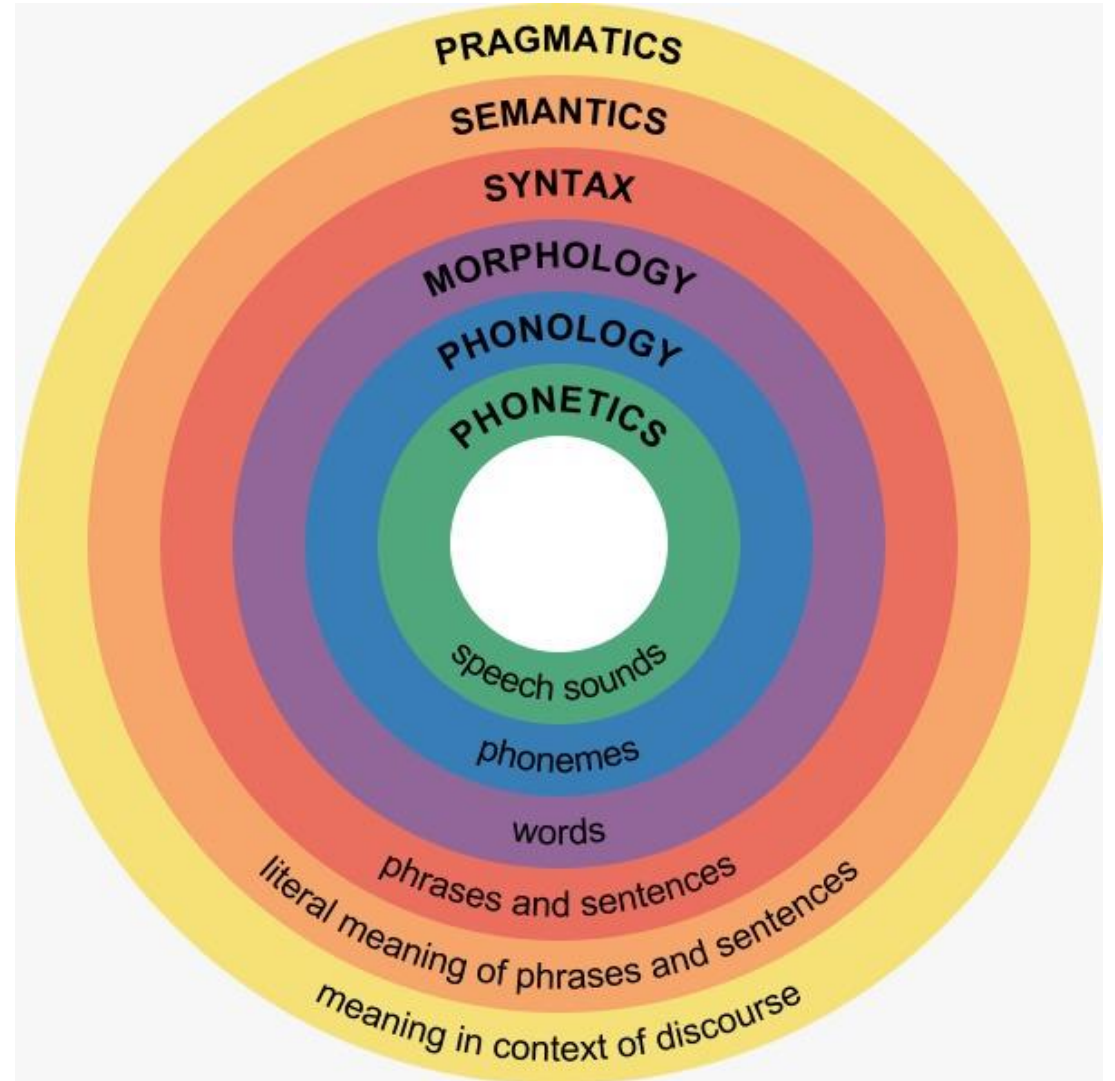 PRAGMATICS
SEMANTICS
SYNTAX
MORPHOLOGY
PHONOLOGY
PHONETICS
speech sounds
phonemes
words
phrases and sentences
literal meaning of phrases and sentences
meaning in context of discourse